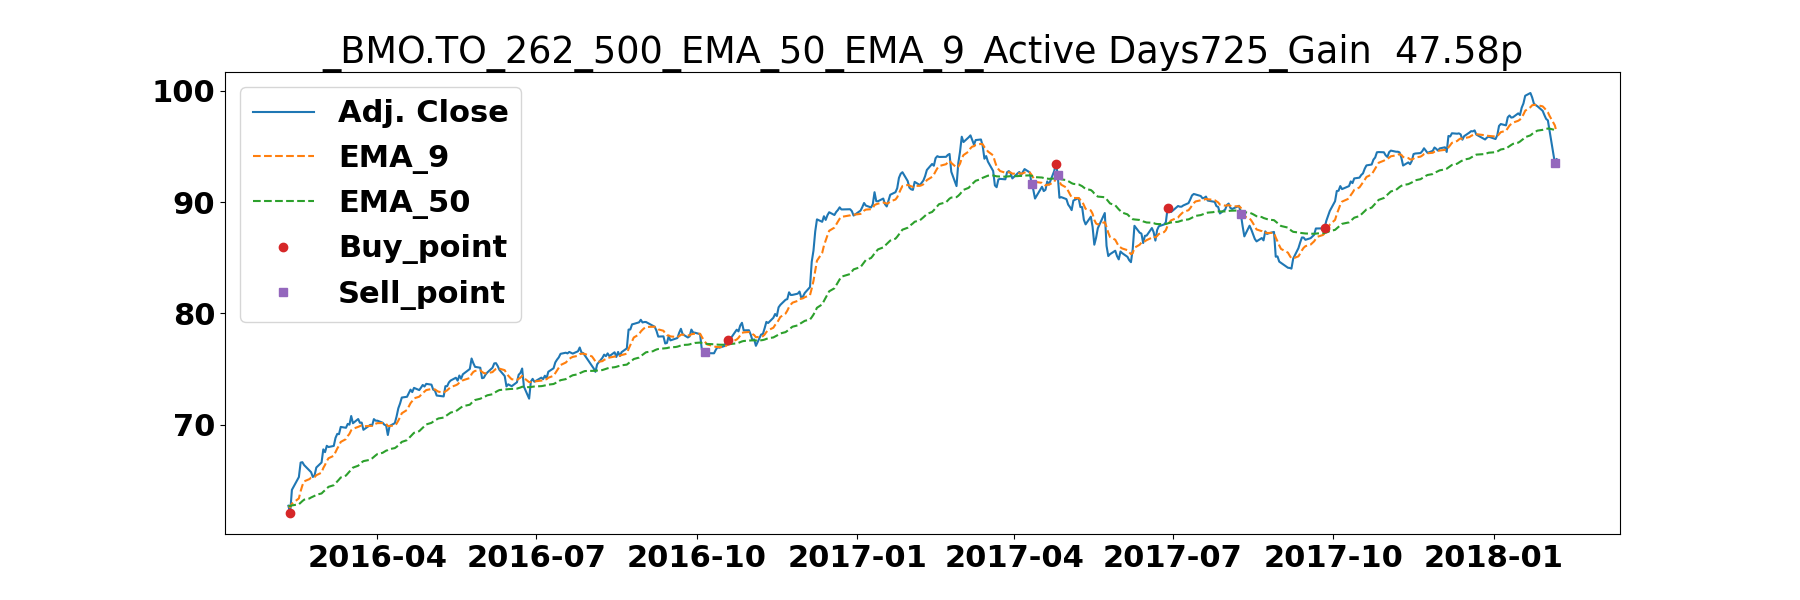 _BMO.TO_262_500_EMA_50_EMA_9_Active Days725_Gain  47.58p
100
90
80
70
Adj. Close
EMA_9
EMA_50
Buy_point
Sell_point
2016-04 2016-07 2016-10 2017-01 2017-04 2017-07 2017-10 2018-01